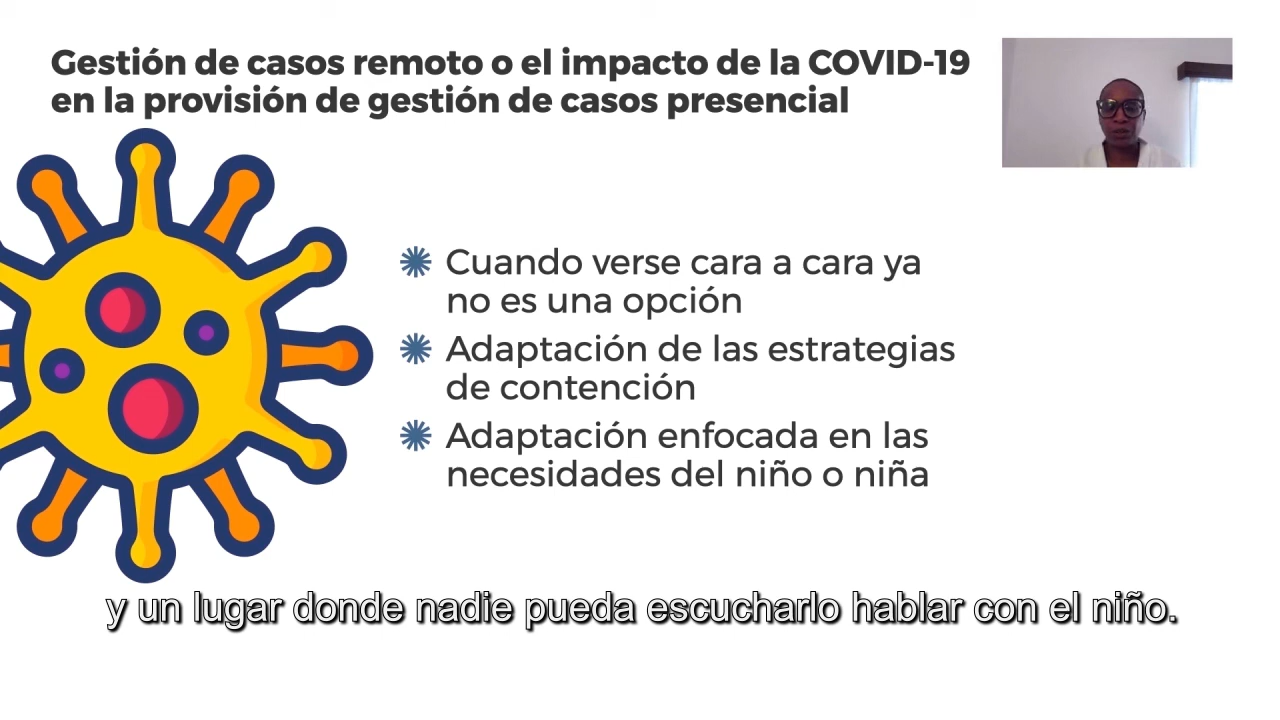 Gestión de casos remoto o el impacto de la COVID-19
en la provisión de gestión de casos presencial
Cuando verse cara a cara ya
no es una opción
Adaptación de las estrategias
de contención
Adaptación enfocada en las
necesidades del niño o niña
y un lugar donde nadie pueda escucharlo hablar con el niño.